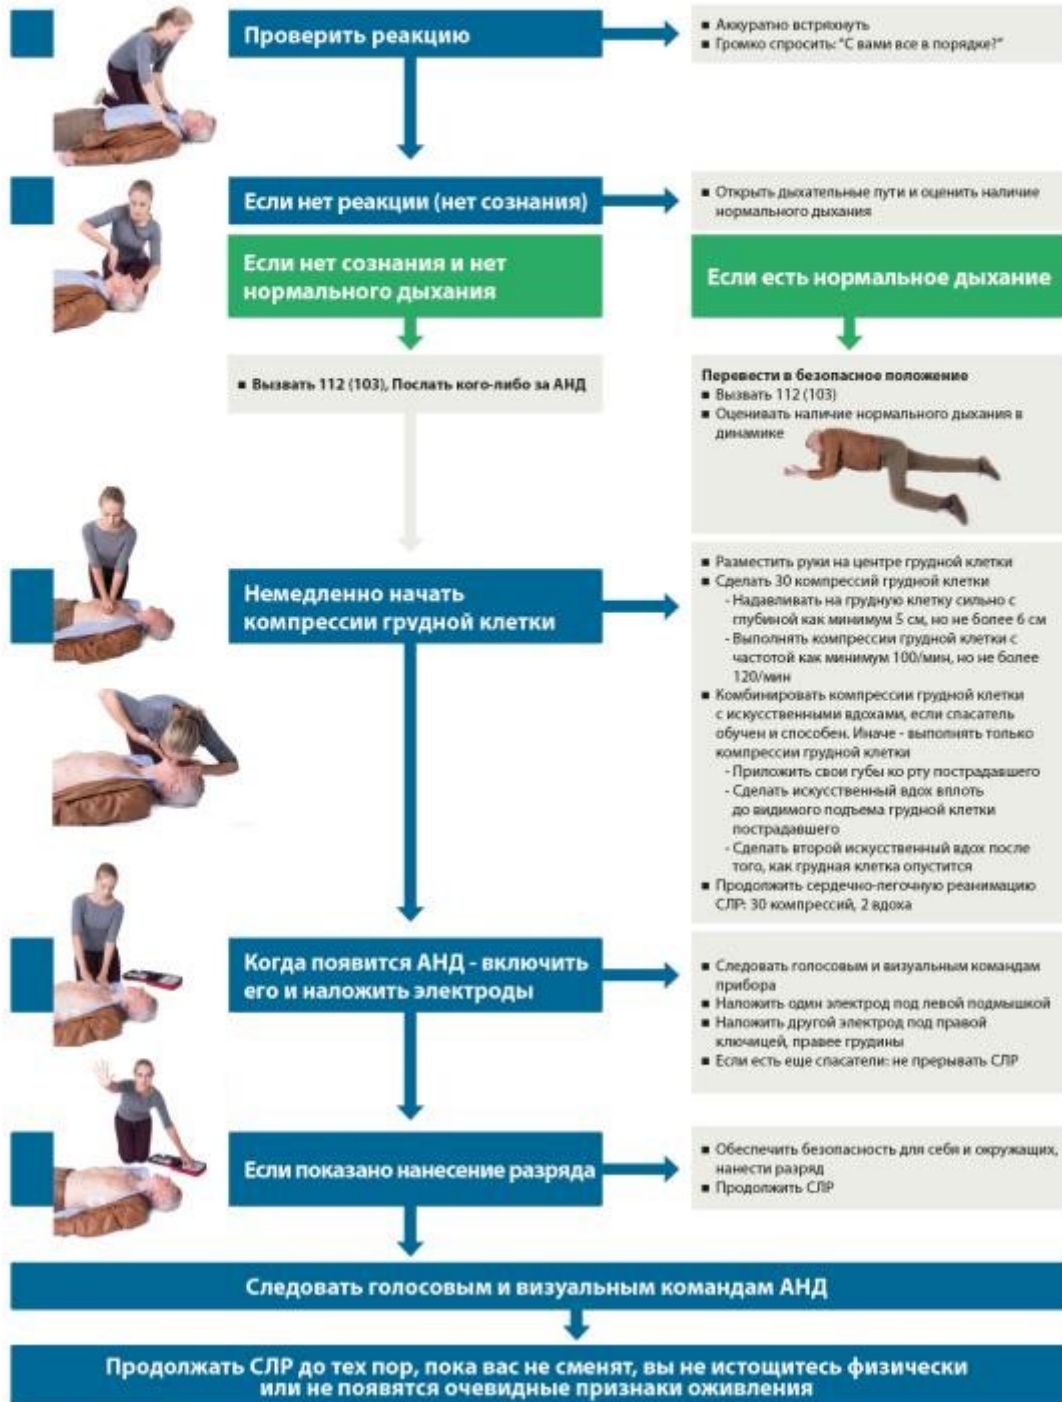 Проверить реакцию
■ Аккуратно встряхнуть
■ Громко спросить: "С вами все в порядке?"
Если нет реакции (нет сознания)
■ Открыть дыхательные пути и оценить наличие
нормального дыхания
Если нет сознания и нет
нормального дыхания
Если есть нормальное дыхание
■ Вызвать 112 (103), Послать кого-либо за АНД
Перевести в безопасное положение
■ Вызвать 112 (103)
■ Оценивать наличие нормального дыхания в
динамике
Немедленно начать
компрессии грудной клетки
■ Разместить руки на центре грудной клетки
■ Сделать 30 компрессий грудной клетки
- Надавливать на грудную клетку сильно с
глубиной как минимум 5 см, но не более 6 см
- Выполнять компрессии грудной клетки с
частотой как минимум 100/мин, но не более
120/мин
■ Комбинировать компрессии грудной клетки
с искусственными вдохами, если спасатель
обучен и способен. Иначе - выполнять только
компрессии грудной клетки
- Приложить свои губы ко рту пострадавшего
- Сделать искусственный вдох вплоть
до видимого подъема грудной клетки
пострадавшего
- Сделать второй искусственный вдох после
того, как грудная клетка опустится
■ Продолжить сердечно-легочную реанимацию
СЛР: 30 компрессий, 2 вдоха
Когда появится АНД - включить
его и наложить электроды
■ Следовать голосовым и визуальным командам
прибора
■ Наложить один электрод под левой подмышкой
■ Наложить другой электрод под правой
ключицей, правее грудины
■ Если есть еще спасатели: не прерывать СЛР
Если показано нанесение разряда
■ Обеспечить безопасность для себя и окружающих,
нанести разряд
■ Продолжить СЛР
Следовать голосовым и визуальным командам АНД
Продолжать СЛР до тех пор, пока вас не сменят, вы не истощитесь физически
или не появятся очевидные признаки оживления